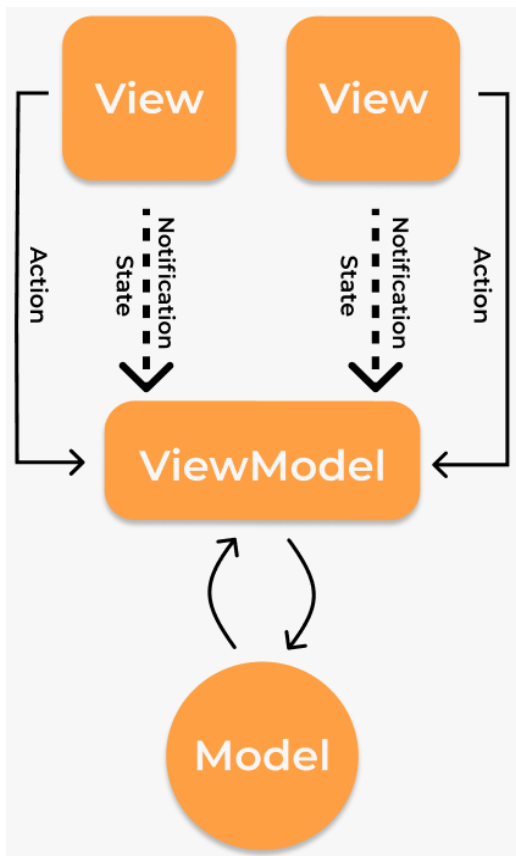 View
View
Action
State
Notification
State
Notification
Action
ViewModel
Model